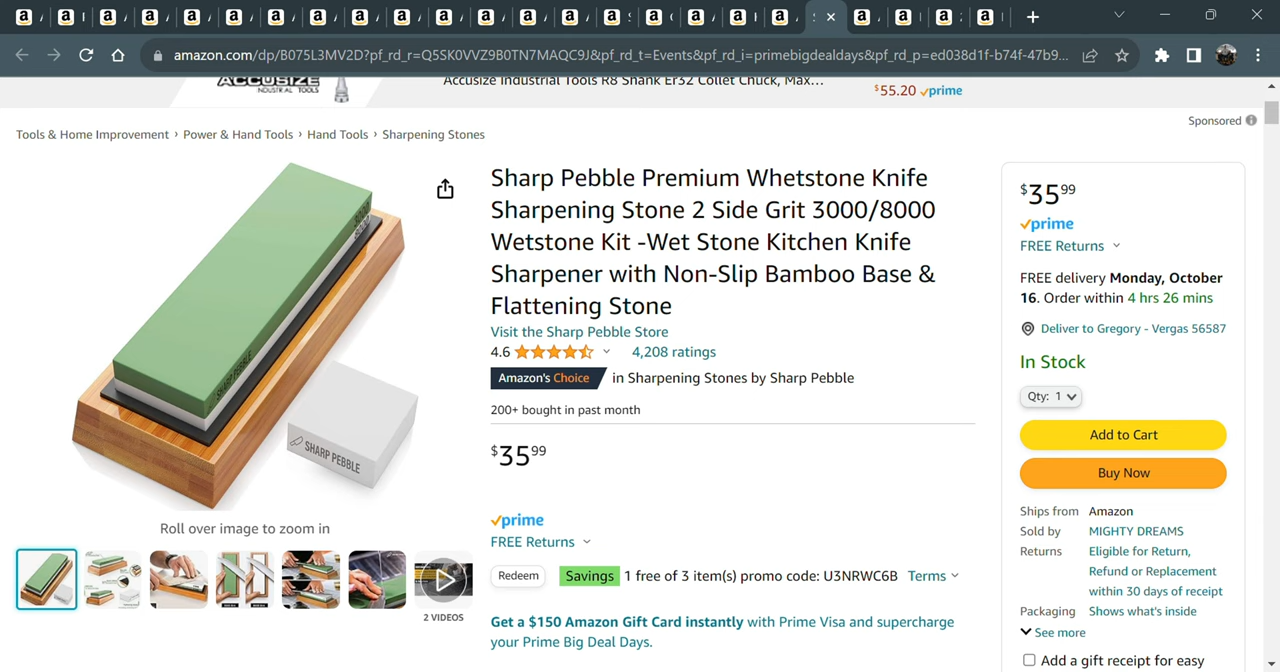 amazon.com/dp/B075L3MV2D?pf_rd_r=Q5SK0VVZ9B0TN7MAQC9J&pf_rd_t=Events&pf_rd_i=primebigdealdays&pf_rd_p=ed038d1f-b74f-47b9...
ACCUSIZE
INDUSTRIAL TOOLS
Accusize Industrial Tools R8 Shank Er32 Collet Chuck, Max...
$55.20 prime
Sponsored
Tools & Home Improvement › Power & Hand Tools › Hand Tools › Sharpening Stones
Sharp Pebble Premium Whetstone Knife
Sharpening Stone 2 Side Grit 3000/8000
Wetstone Kit -Wet Stone Kitchen Knife
Sharpener with Non-Slip Bamboo Base &
Flattening Stone
Visit the Sharp Pebble Store
4.6
4,208 ratings
Amazon's Choice in Sharpening Stones by Sharp Pebble
200+ bought in past month
$35 99
prime
FREE Returns
Redeem Savings 1 free of 3 item(s) promo code: U3NRWC6B Terms
Get a $150 Amazon Gift Card instantly with Prime Visa and supercharge
your Prime Big Deal Days.
3000
SHARP PEBBLE
SHARP PEBBLE
Roll over image to zoom in
2 VIDEOS
$35 99
prime
FREE Returns
FREE delivery Monday, October
16. Order within 4 hrs 26 mins
Deliver to Gregory - Vergas 56587
In Stock
Qty: 1
Add to Cart
Buy Now
Ships from Amazon
Sold by MIGHTY DREAMS
Returns Eligible for Return,
Refund or Replacement
within 30 days of receipt
Packaging Shows what's inside
See more
Add a gift receipt for easy